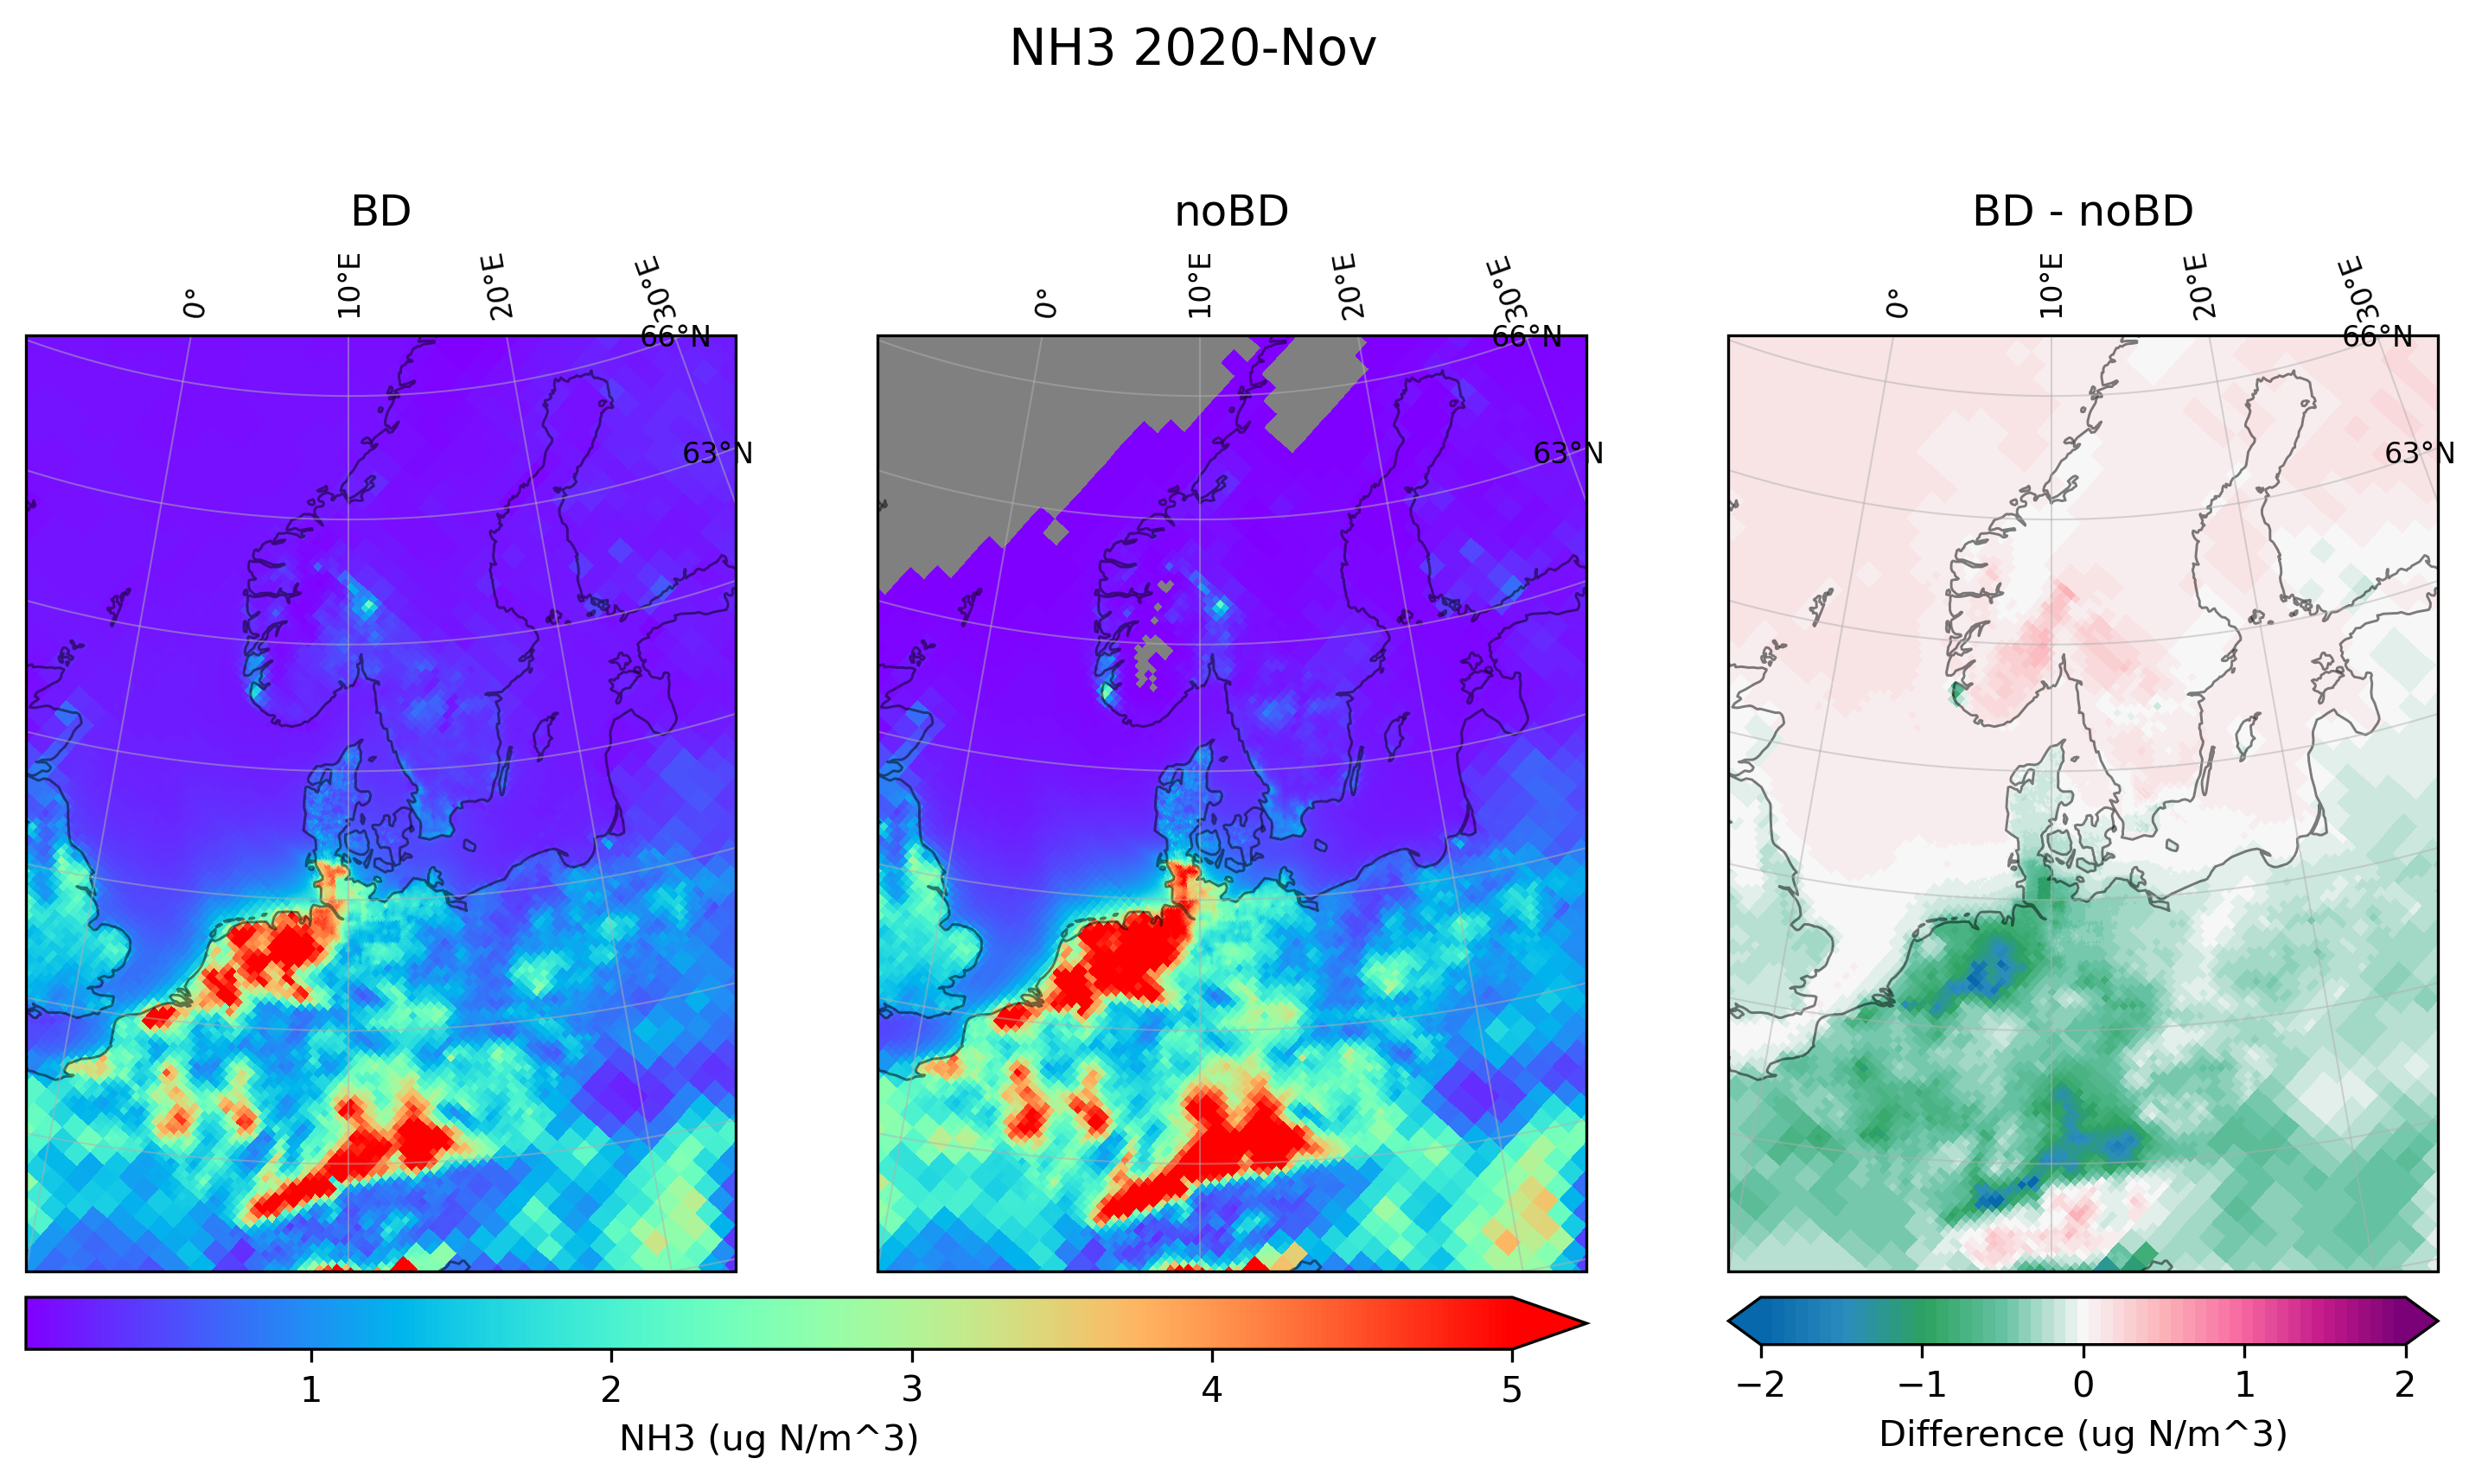 NH3 2020-Nov
BD
noBD
BD - noBD
0°
10°E
20°E
30°E
0°
10°E
20°E
30°E
0°
10°E
20°E
30°E
66°N
66°N
66°N
63°N
63°N
63°N
1 2 3 4 5
NH3 (ug N/m^3)
−2 −1 0 1 2
Difference (ug N/m^3)